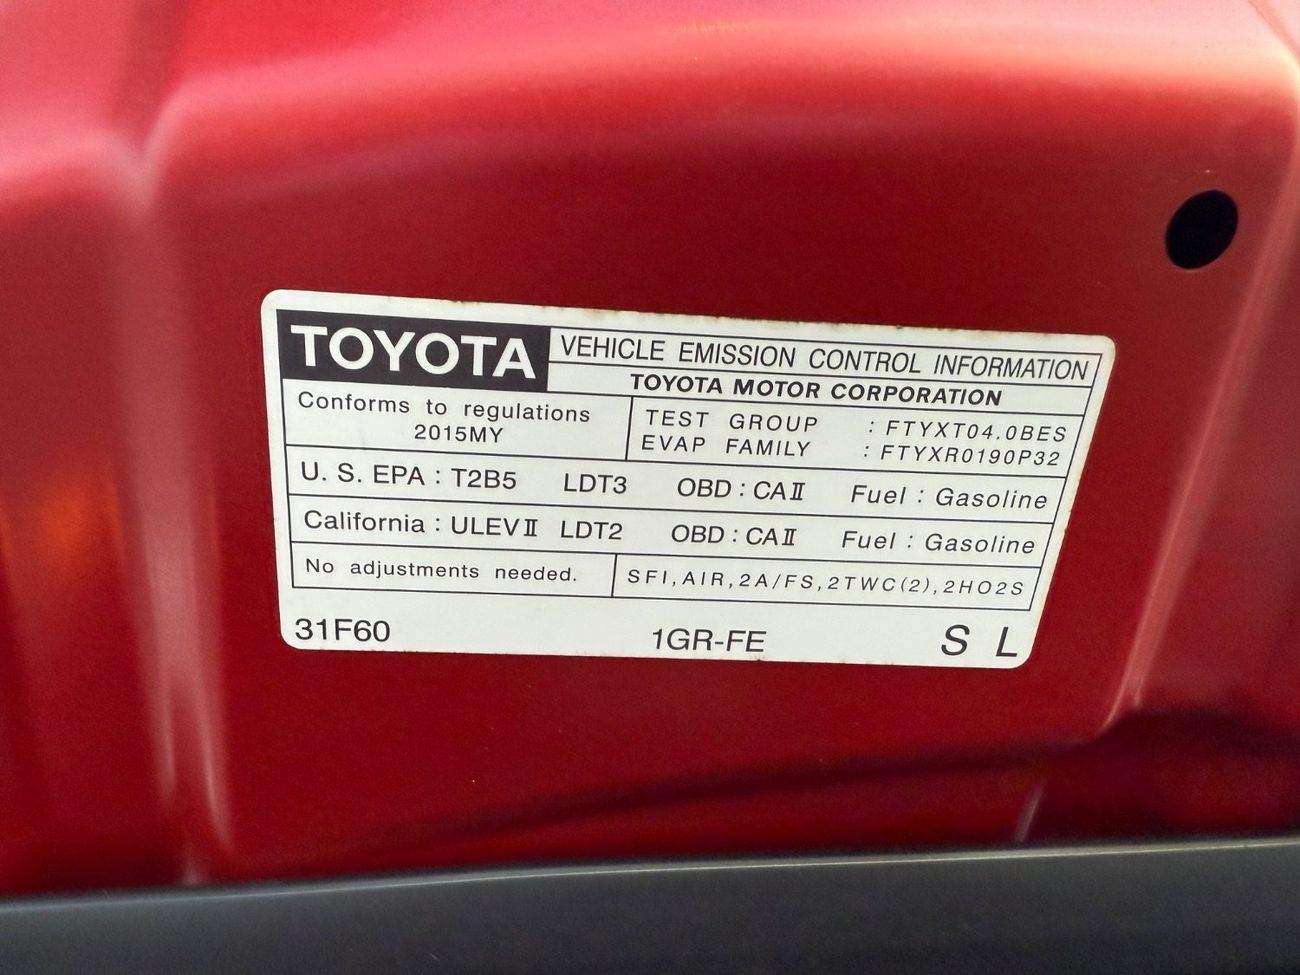 TOYOTA VEHICLE EMISSION CONTROL INFORMATION
TOYOTA MOTOR CORPORATION
Conforms to regulations
2015MY
TEST GROUP : FTYXT04.0BES
EVAP FAMILY : FTYXR0190P32
U. S. EPA : T2B5 LDT3 OBD : CAⅡ Fuel : Gasoline
California : ULEVⅡ LDT2 OBD : CAⅡ Fuel : Gasoline
No adjustments needed. SFI,AIR,2A/FS,2TWC(2),2HO2S
31F60 1GR-FE S L